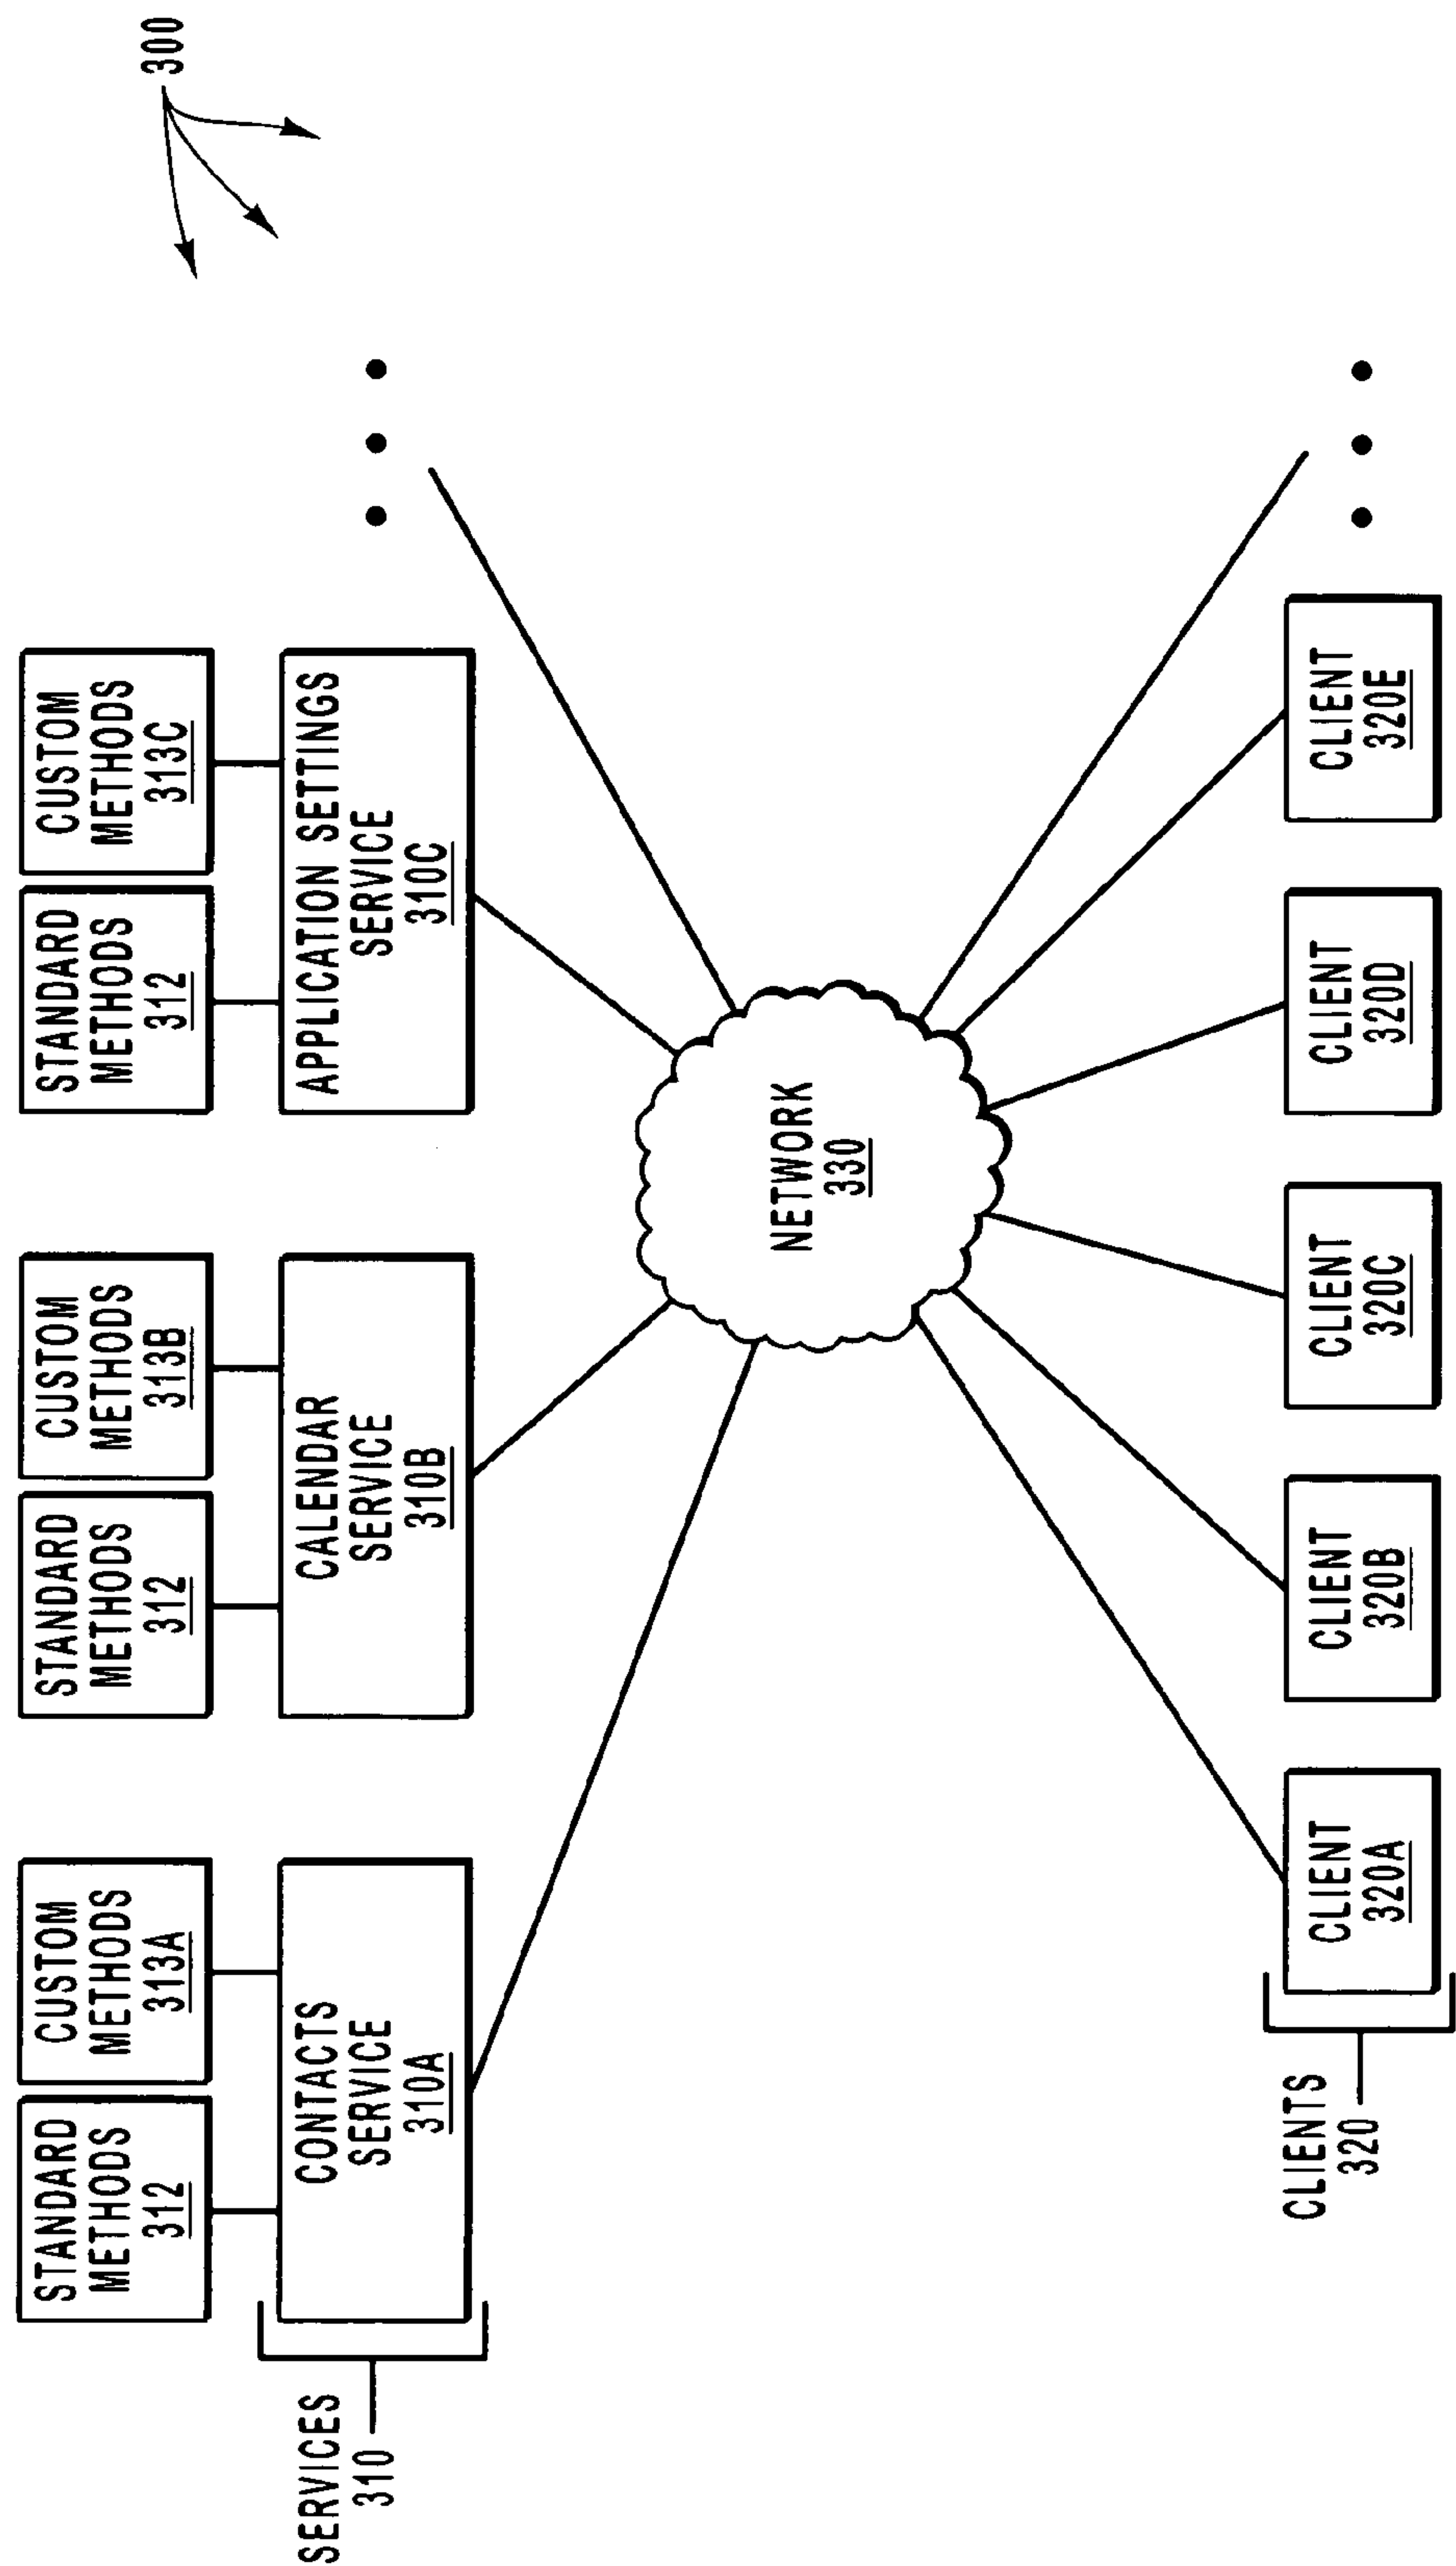 300
STANDARD
METHODS
312
CUSTOM
METHODS
313A
STANDARD
METHODS
312
CUSTOM
METHODS
313B
STANDARD
METHODS
312
CUSTOM
METHODS
313C
SERVICES
310
CONTACTS
SERVICE
310A
CALENDAR
SERVICE
310B
APPLICATION SETTINGS
SERVICE
310C
NETWORK
330
CLIENTS
320
CLIENT
320A
CLIENT
320B
CLIENT
320C
CLIENT
320D
CLIENT
320E